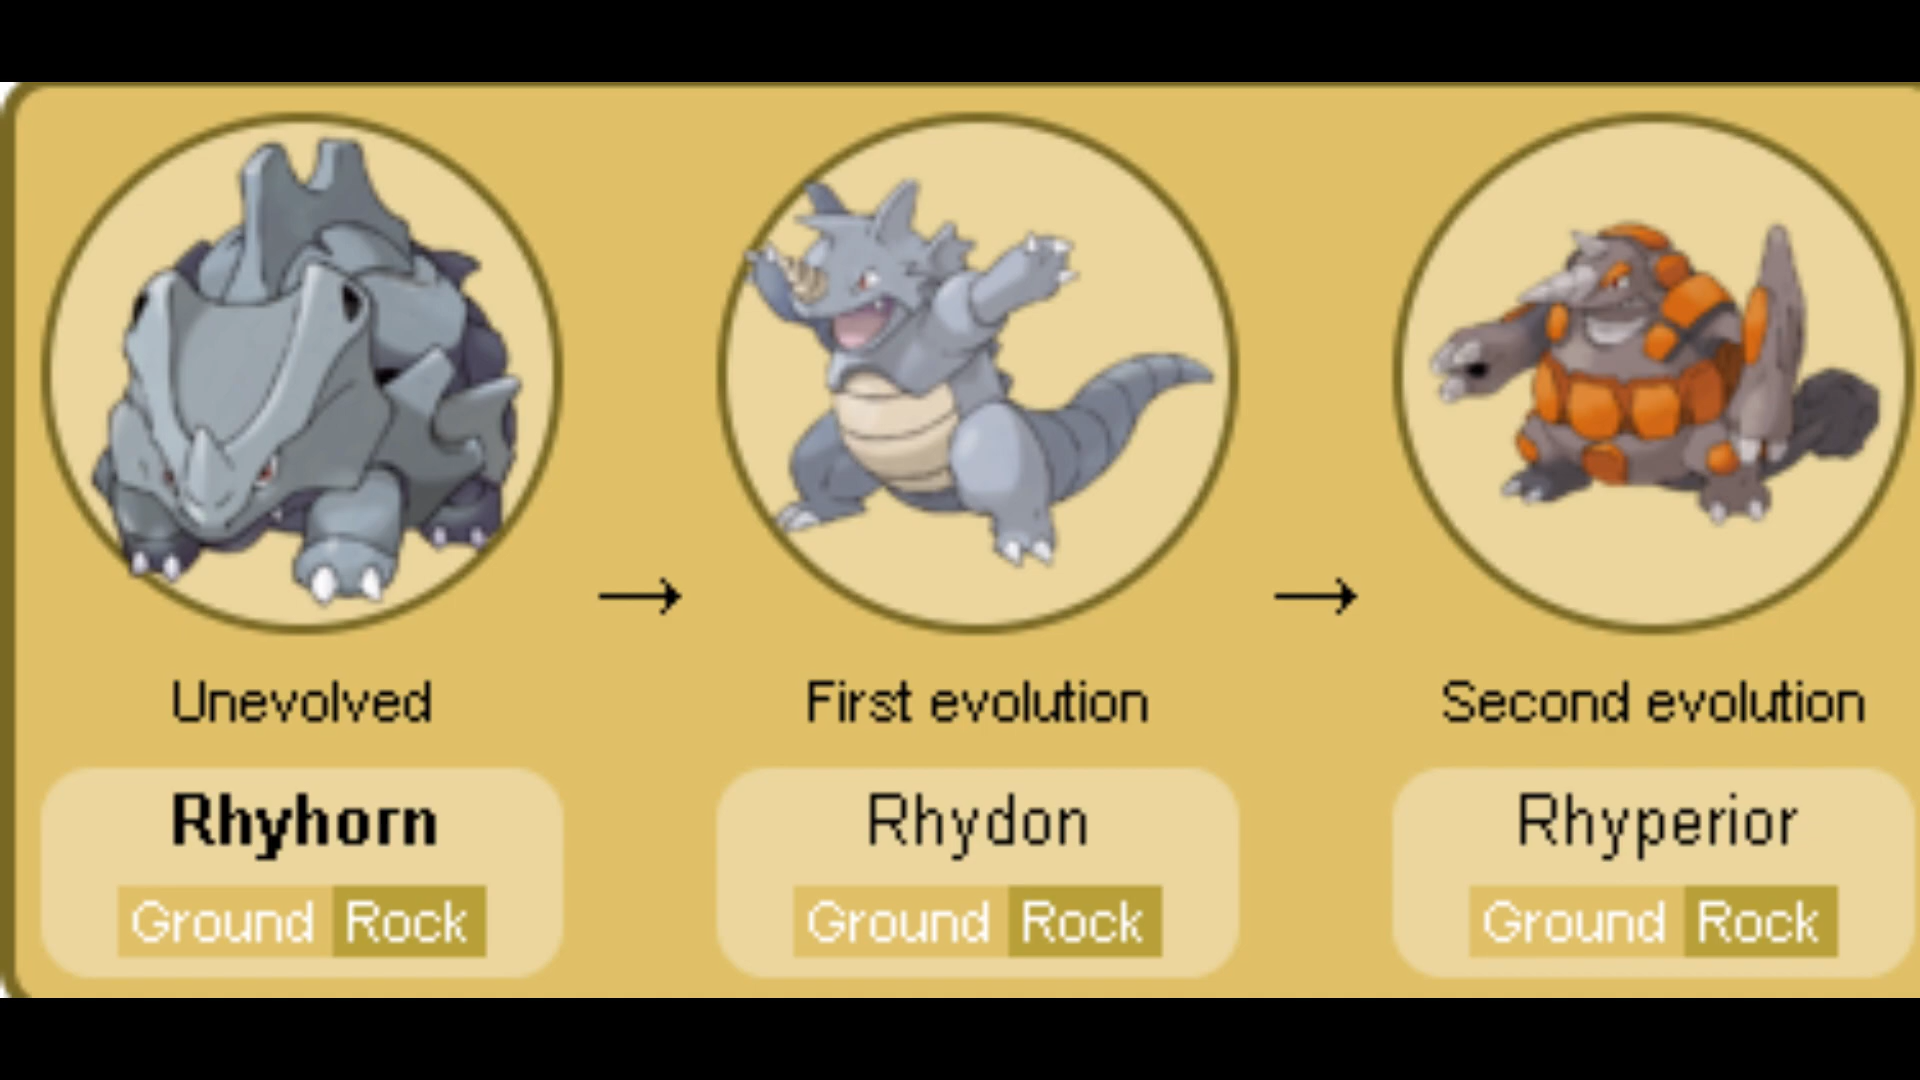 Unevolved
Rhyhorn
Ground Rock
First evolution
Rhydon
Ground Rock
Second evolution
Rhyperior
Ground Rock